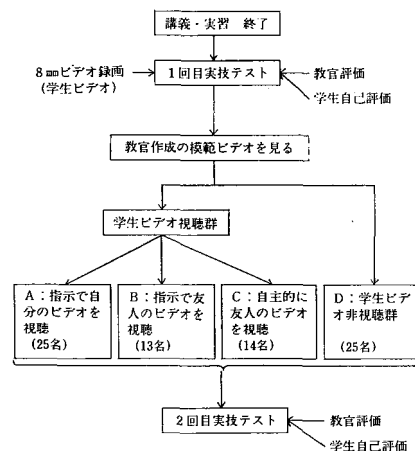 講義・実習 終了
8㎜ビデオ録画
(学生ビデオ)
1回目実技テスト
教官評価
学生自己評価
教官作成の模範ビデオを見る
学生ビデオ視聴群
A：指示で自
分のビデオを
視聴
(25名)
B：指示で友
人のビデオを
視聴
(13名)
C：自主的に
友人のビデオ
を視聴
(14名)
D：学生ビデ
オ非視聴群
(25名)
2回目実技テスト
教官評価
学生自己評価